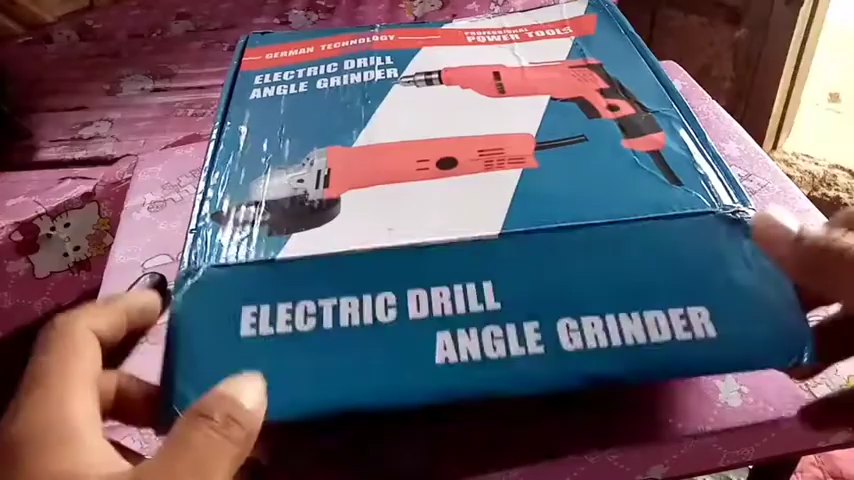 GERMAN TECHNOLOGY
PROFESSIONAL
POWER TOOLS
ELECTRIC DRILL
ANGLE GRINDER
ELECTRIC DRILL
ANGLE GRINDER